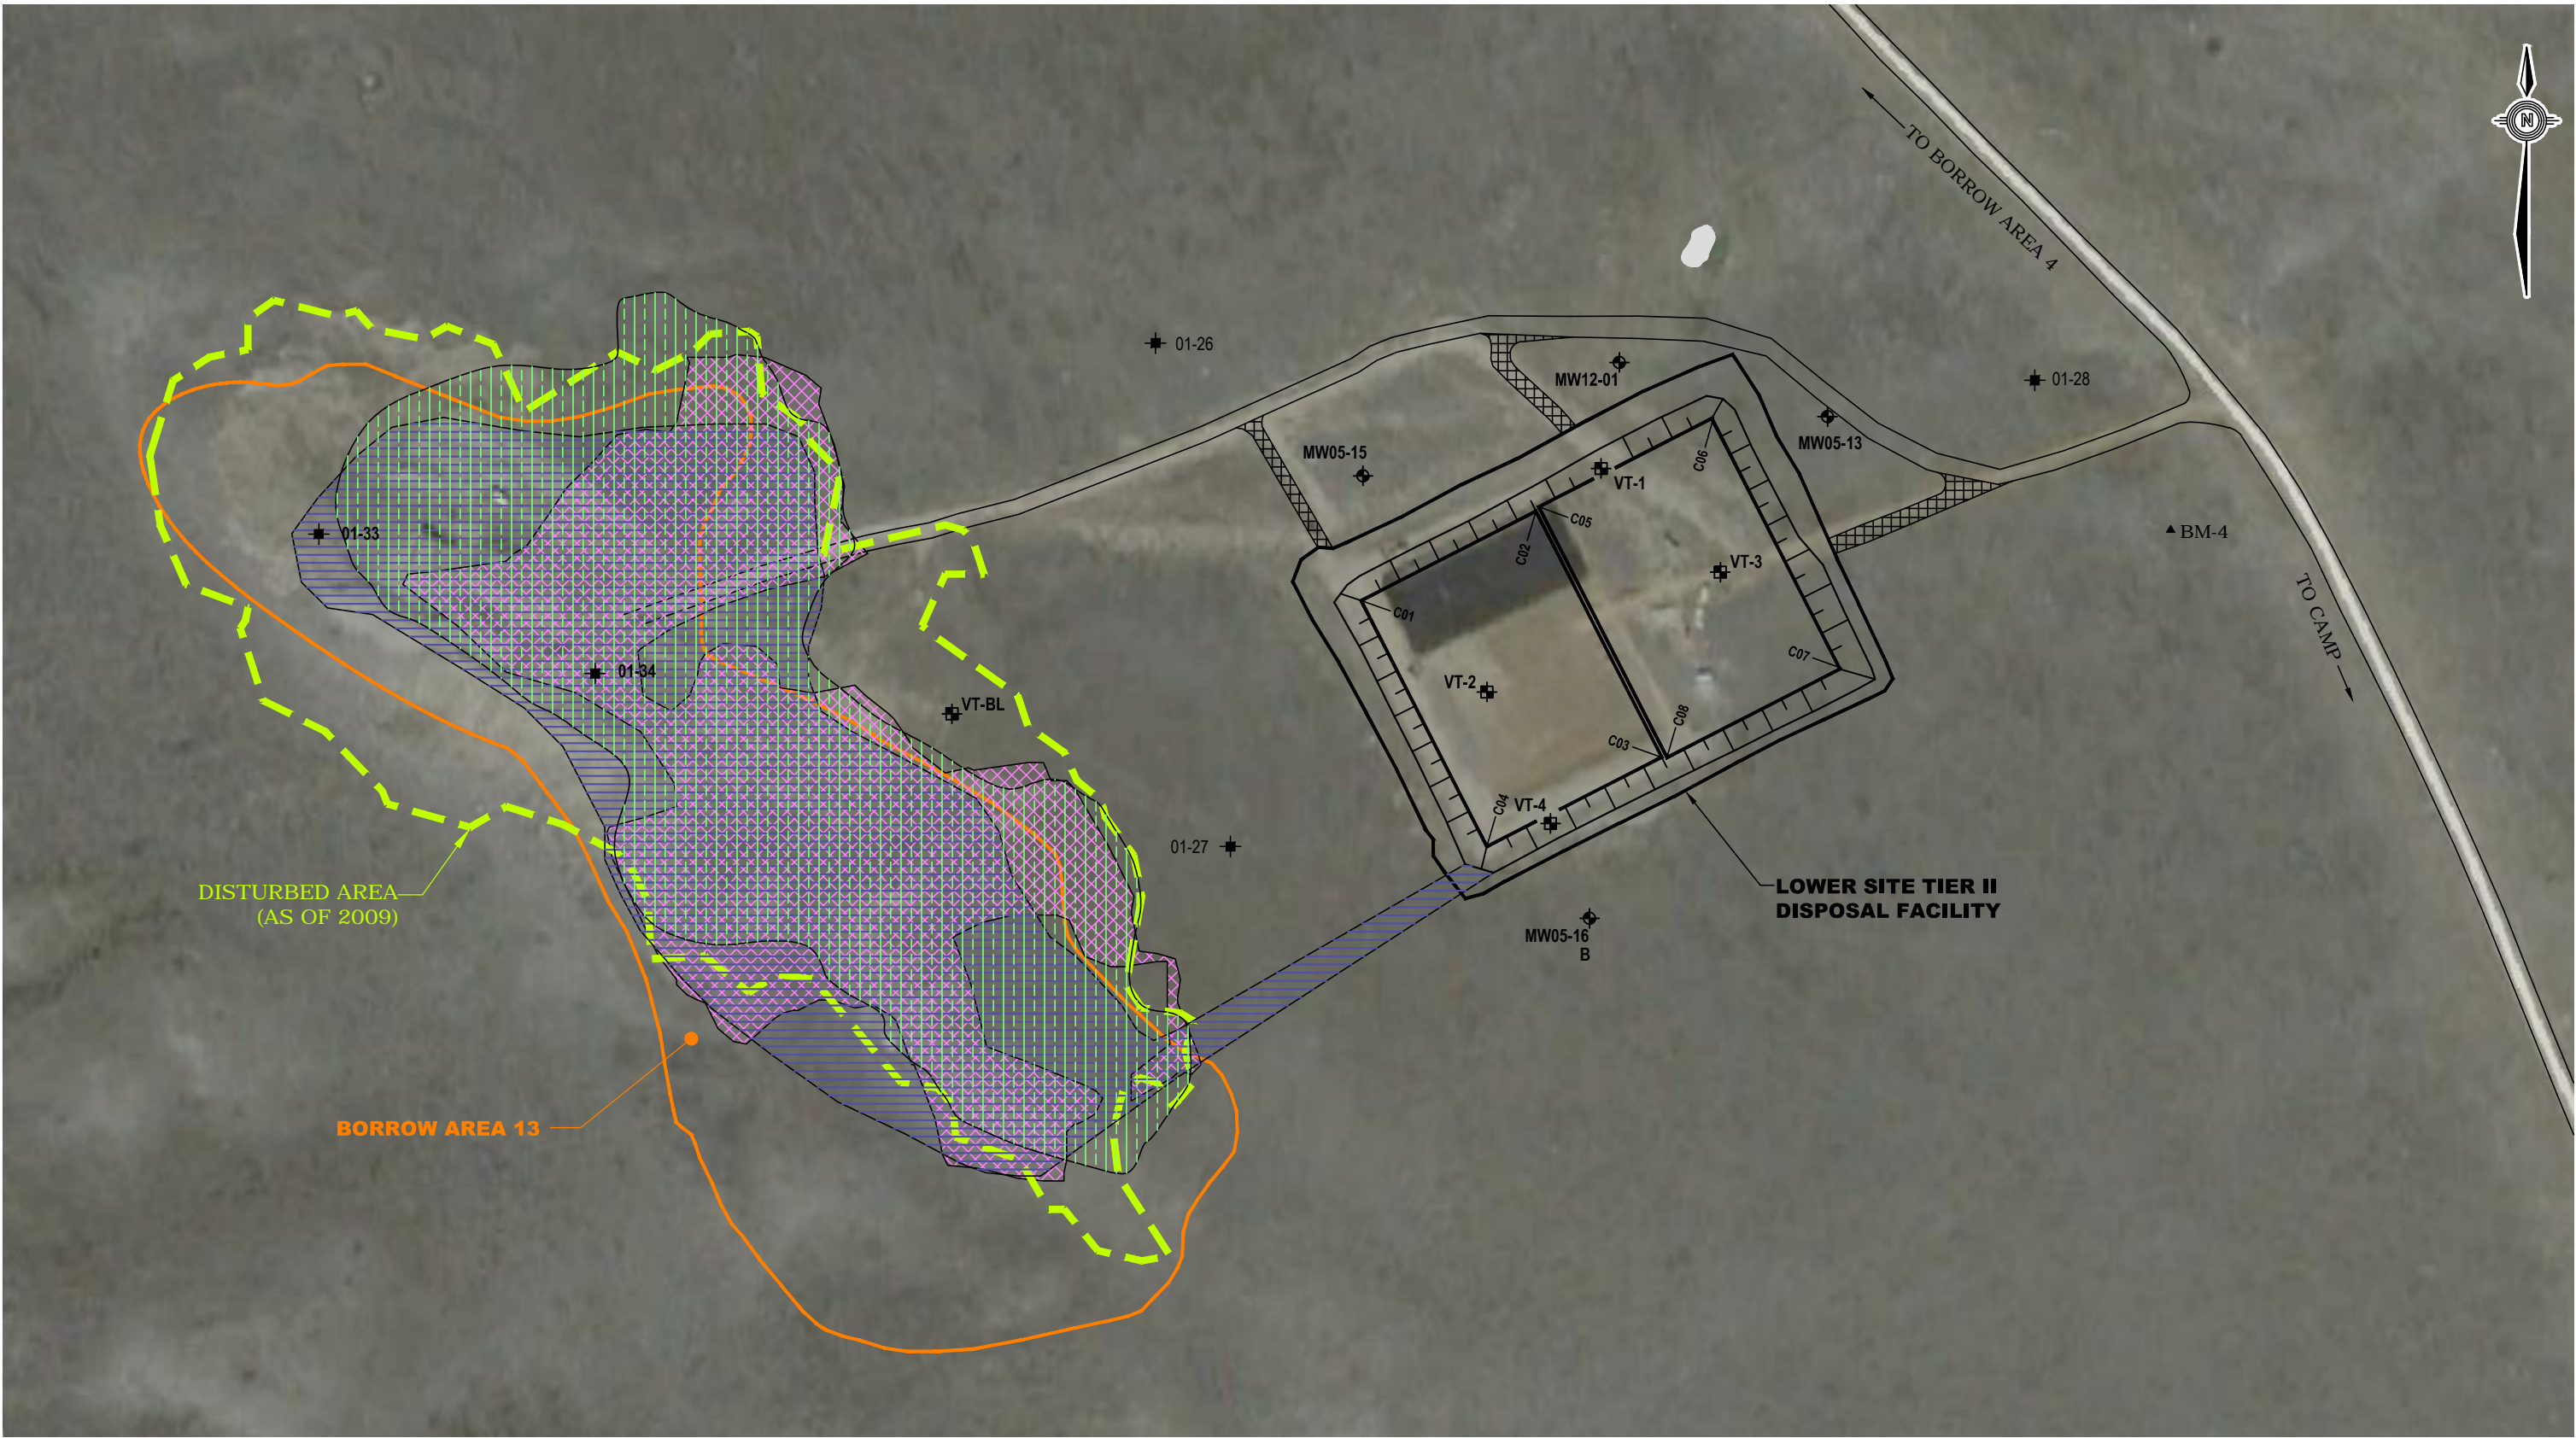 N
TO BORROW AREA 4
01-26
MW12-01
01-28
MW05-13
MW05-15
C06
VT-1
C05
C02
01-33
BM-4
VT-3
C01
TO CAMP
C07
01-34
VT-2
VT-BL
C08
C03
C04
VT-4
01-27
DISTURBED AREA
(AS OF 2009)
LOWER SITE TIER II
DISPOSAL FACILITY
MW05-16
B
BORROW AREA 13